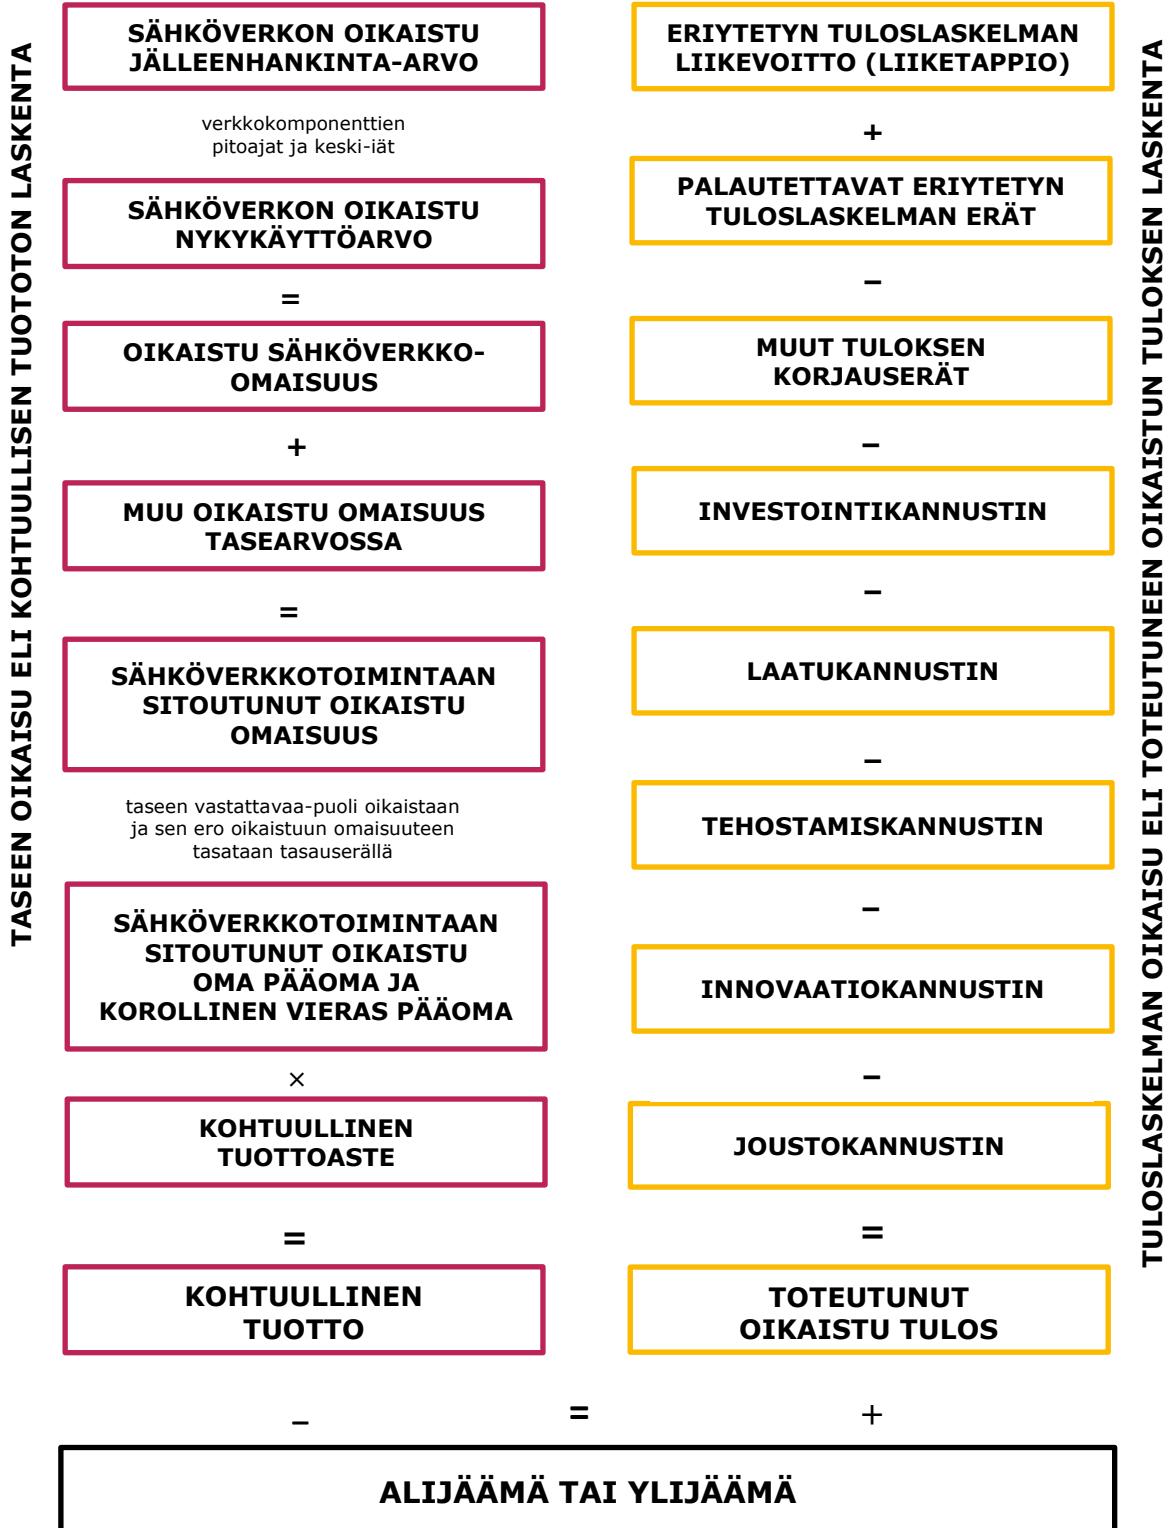 TASEEN OIKAISU ELI KOHTUULLISEN TUOTOTON LASKENTA
SÄHKÖVERKON OIKAISTU
JÄLLEENHANKINTA-ARVO
verkkokomponenttien
pitoajat ja keski-iät
SÄHKÖVERKON OIKAISTU
NYKYKÄYTTÖARVO
=
OIKAISTU SÄHKÖVERKKO-
OMAISUUS
+
MUU OIKAISTU OMAISUUS
TASEARVOSSA
=
SÄHKÖVERKKOTOIMINTAAN
SITOUTUNUT OIKAISTU
OMAISUUS
taseen vastattavaa-puoli oikaistaan
ja sen ero oikaistuun omaisuuteen
tasataan tasauserällä
SÄHKÖVERKKOTOIMINTAAN
SITOUTUNUT OIKAISTU
OMA PÄÄOMA JA
KOROLLINEN VIERAS PÄÄOMA
×
KOHTUULLINEN
TUOTTOASTE
=
KOHTUULLINEN
TUOTTO
ERIYTETYN TULOSLASKELMAN
LIIKEVOITTO (LIIKETAPPIO)
+
PALAUTETTAVAT ERIYTETYN
TULOSLASKELMAN ERÄT
–
MUUT TULOKSEN
KORJAUSERÄT
–
INVESTOINTIKANNUSTIN
–
LAATUKANNUSTIN
–
TEHOSTAMISKANNUSTIN
–
INNOVAATIOKANNUSTIN
–
JOUSTOKANNUSTIN
=
TOTEUTUNUT
OIKAISTU TULOS
TULOSLASKELMAN OIKAISU ELI TOTEUTUNEEN OIKAISTUN TULOKSEN LASKENTA
– = +
ALIJÄÄMÄ TAI YLIJÄÄMÄ